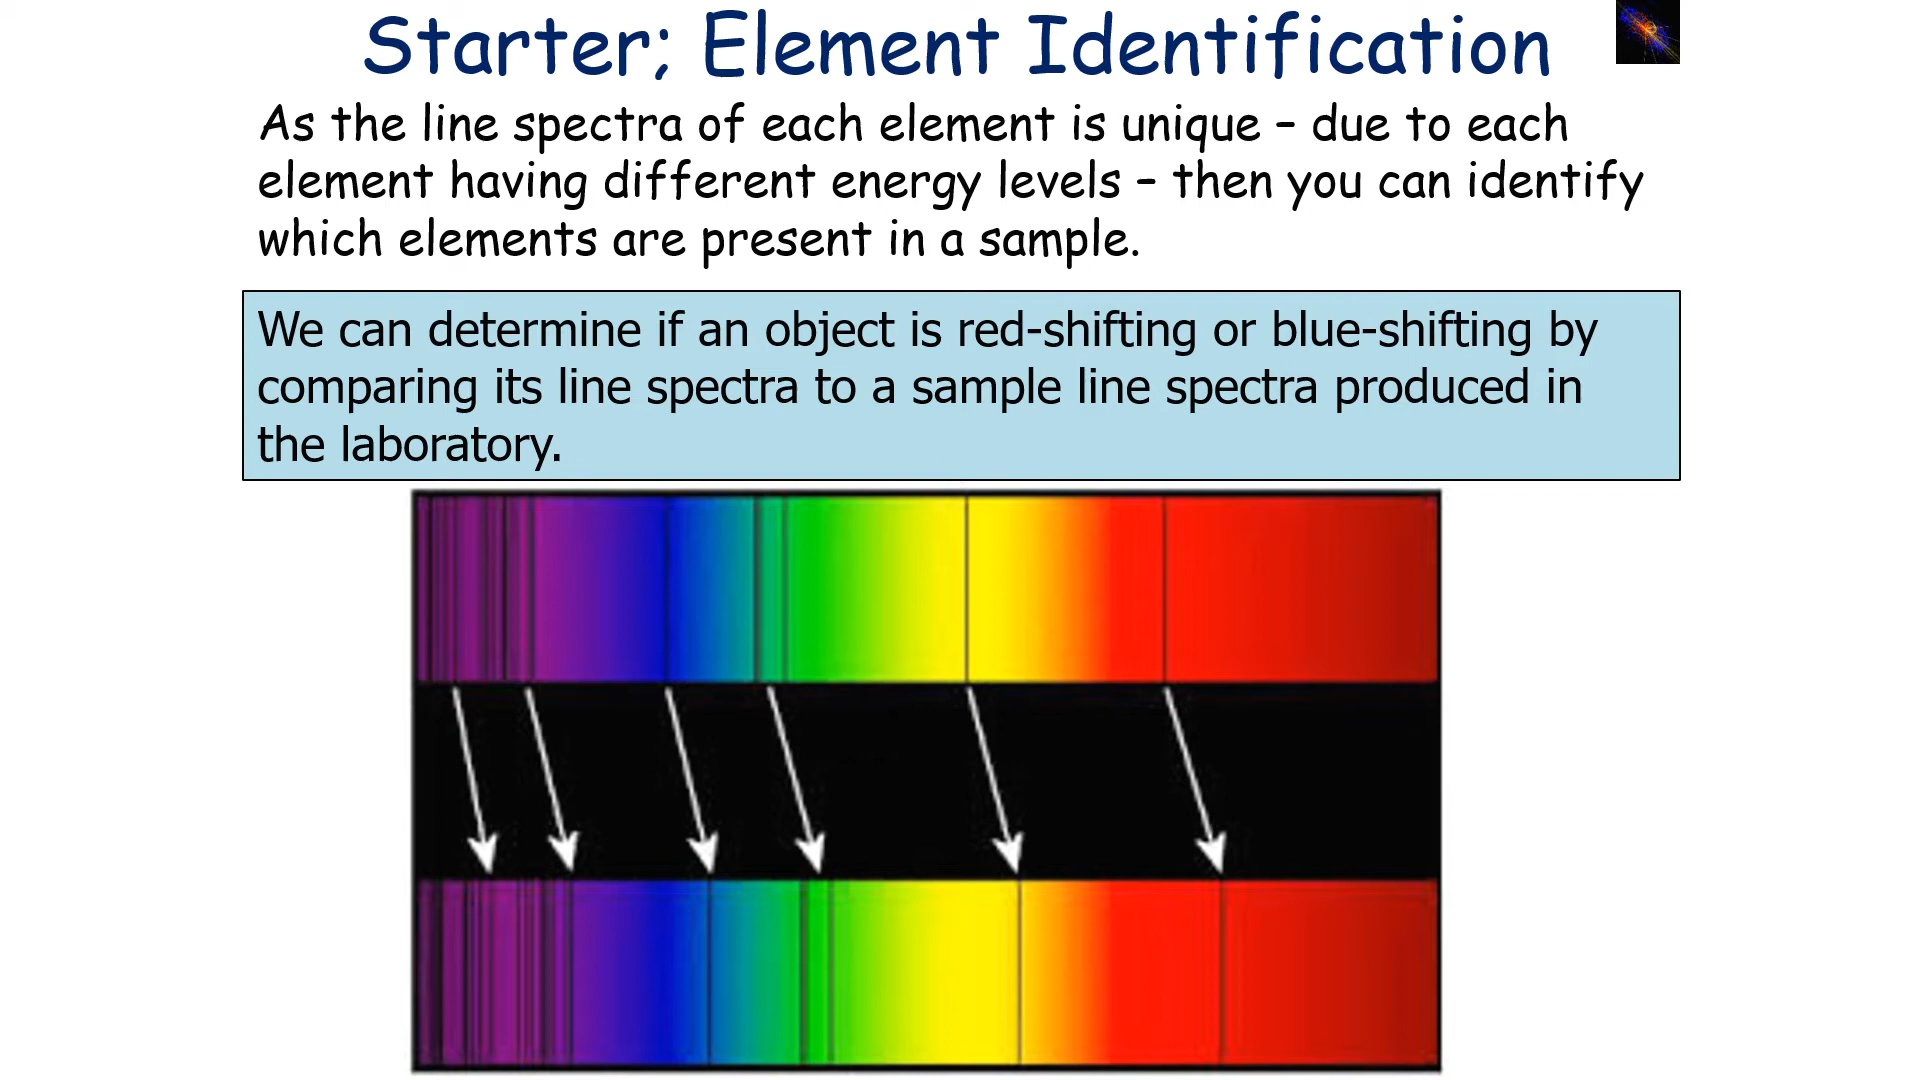 Starter; Element Identification
As the line spectra of each element is unique – due to each
element having different energy levels – then you can identify
which elements are present in a sample.
We can determine if an object is red-shifting or blue-shifting by
comparing its line spectra to a sample line spectra produced in
the laboratory.